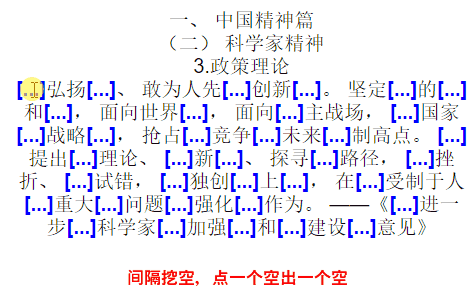 一、 中国精神篇
（二） 科学家精神
3.政策理论
[...]弘扬[...]、 敢为人先[...]创新[...]。 坚定[...]的[...]
和[...]， 面向世界[...]， 面向[...]主战场， [...]国家
[...]战略[...]， 抢占[...]竞争[...]未来[...]制高点。 [...]
提出[...]理论、 [...]新[...]、 探寻[...]路径， [...]挫
折、 [...]试错， [...]独创[...]上[...]， 在[...]受制于人
[...]重大[...]问题[...]强化[...]作为。 ——《[...]进一
步[...]科学家[...]加强[...]和[...]建设[...]意见》
间隔挖空，点一个空出一个空